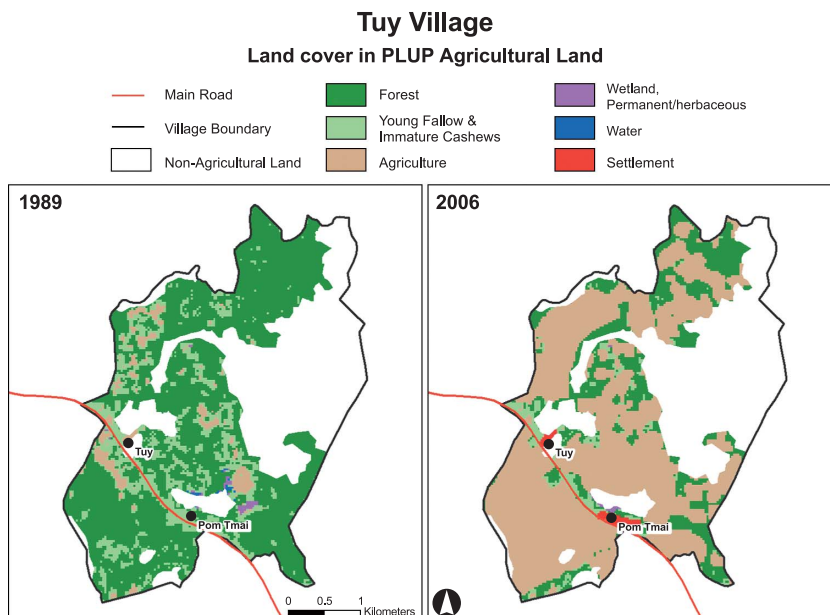 Tuy Village
Land cover in PLUP Agricultural Land
Main Road
Village Boundary
Non-Agricultural Land
Forest
Young Fallow &
Immature Cashews
Agriculture
Wetland,
Permanent/herbaceous
Water
Settlement
1989
Tuy
Pom Tmai
0 0.5 1
Kilometers
2006
Tuy
Pom Tmai